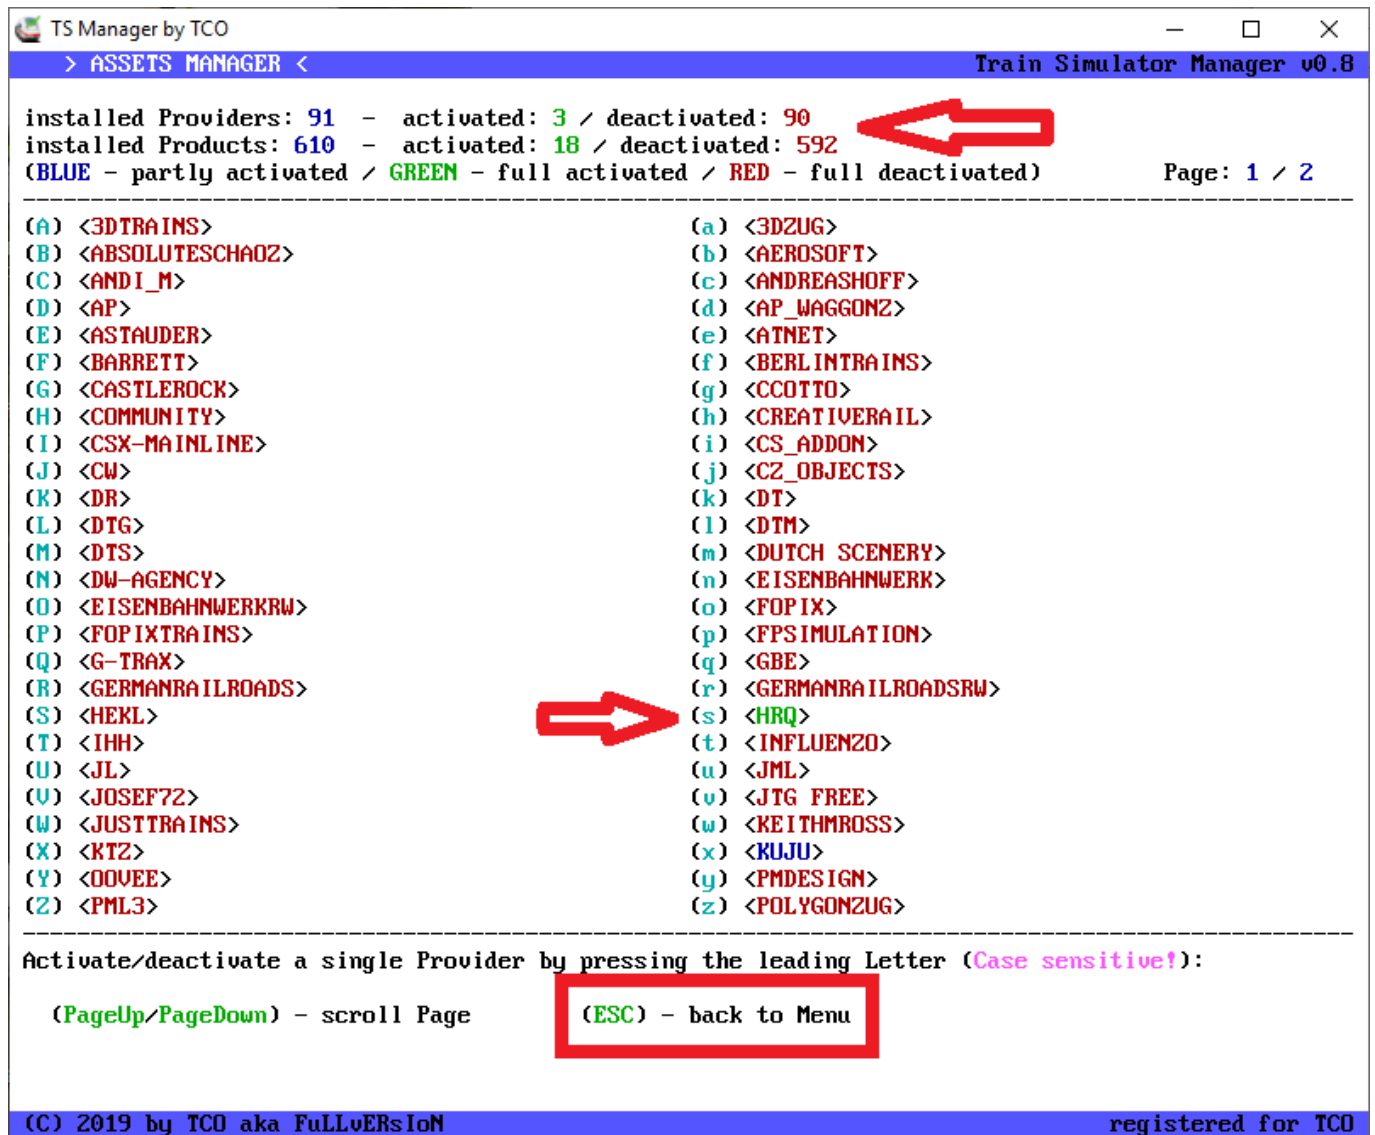 TS Manager by TCO
> ASSETS MANAGER < Train Simulator Manager v0.8
installed Providers: 91 - activated: 3 / deactivated: 90
installed Products: 610 - activated: 18 / deactivated: 592
(BLUE - partly activated / GREEN - full activated / RED - full deactivated) Page: 1 / 2
(A) <3DTRAINS> (a) <3DZUG>
(B) <ABSOLUTESCHAOZ> (b) <AEROSOFT>
(C) <ANDI_M> (c) <ANDREASHOFF>
(D) <AP> (d) <AP_WAGGONZ>
(E) <ASTAUDER> (e) <ATNET>
(F) <BARRETT> (f) <BERLINTRAINS>
(G) <CASTLEROCK> (g) <CCOTTO>
(H) <COMMUNITY> (h) <CREATIVERAIL>
(I) <CSX-MAINLINE> (i) <CS_ADDON>
(J) <CW> (j) <CZ_OBJECTS>
(K) <DR> (k) <DT>
(L) <DTG> (l) <DTM>
(M) <DTS> (m) <DUTCH SCENERY>
(N) <DW-AGENCY> (n) <EISENBAHNWERK>
(O) <EISENBAHNWERKRW> (o) <FOPIX>
(P) <FOPIXTRAINS> (p) <FPSIMULATION>
(Q) <G-TRAX> (q) <GBE>
(R) <GERMANRAILROADS> (r) <GERMANRAILROADSRW>
(S) <HEKL> (s) <HRQ>
(T) <IHH> (t) <INFLUENZO>
(U) <JL> (u) <JML>
(V) <JOSEF72> (v) <JTG FREE>
(W) <JUSTTRAINS> (w) <KEITHMROSS>
(X) <KTZ> (x) <KUJU>
(Y) <OOVEE> (y) <PMDESIGN>
(Z) <PML3> (z) <POLYGONZUG>
Activate/deactivate a single Provider by pressing the leading Letter (Case sensitive!):
(PageUp/PageDown) - scroll Page (ESC) - back to Menu
(C) 2019 by TCO aka FuLLvERsIoN registered for TCO